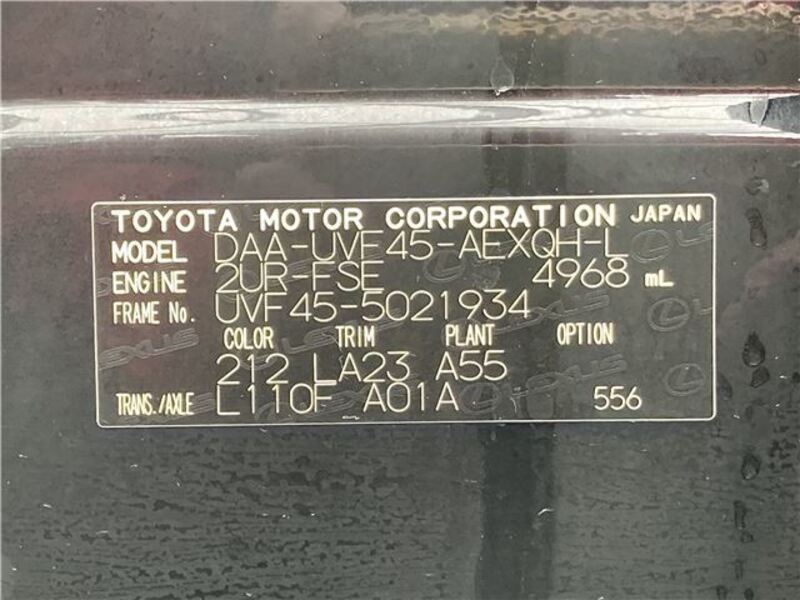 TOYOTA MOTOR CORPORATION JAPAN
MODEL DAA-UVF45-AEXQH-L
ENGINE 2UR-FSE 4968 mL
FRAME No. UVF45-5021934
COLOR TRIM PLANT OPTION
212 LA23 A55
TRANS./AXLE L110F A01A 556